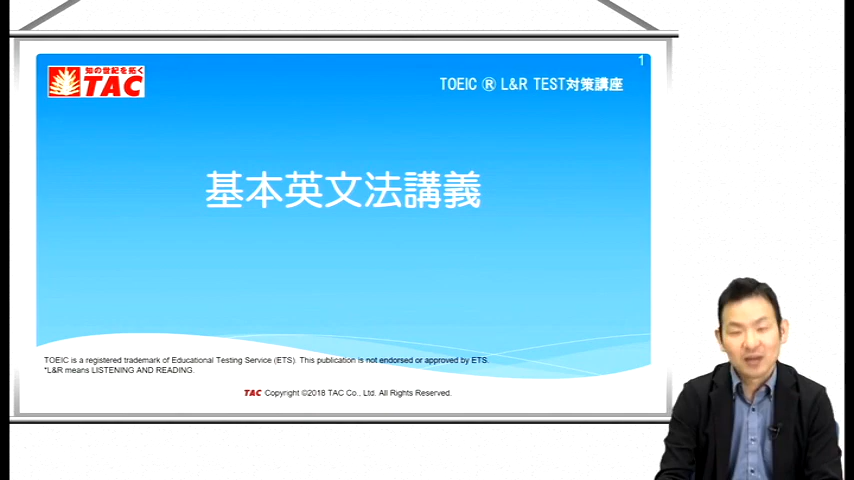 1
知の世紀を拓く
TAC
TOEIC ® L&R TEST対策講座
基本英文法講義
TOEIC is a registered trademark of Educational Testing Service (ETS). This publication is not endorsed or approved by ETS.
*L&R means LISTENING AND READING.
TAC Copyright ©2018 TAC Co., Ltd. All Rights Reserved.